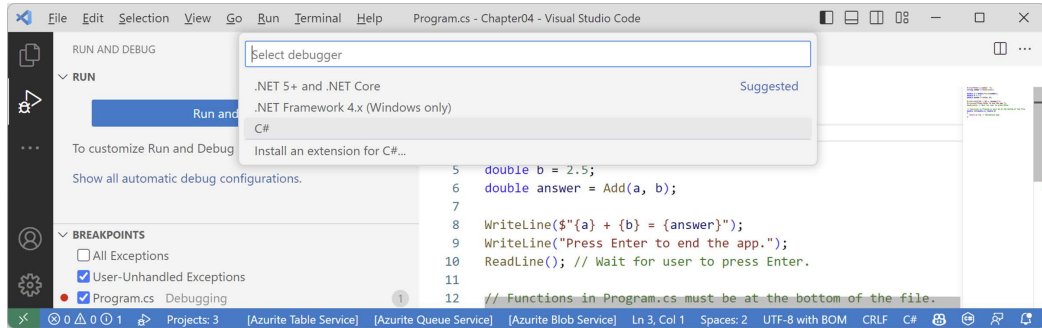 File Edit Selection View Go Run Terminal Help Program.cs - Chapter04 - Visual Studio Code
RUN AND DEBUG
Select debugger
RUN
.NET 5+ and .NET Core Suggested
.NET Framework 4.x (Windows only)
Run and
C#
To customize Run and Debug
Install an extension for C#...
Show all automatic debug configurations.
5 double b = 2.5;
6 double answer = Add(a, b);
7
8 WriteLine($"{a} + {b} = {answer}");
BREAKPOINTS
9 WriteLine("Press Enter to end the app.");
All Exceptions
10 ReadLine(); // Wait for user to press Enter.
User-Unhandled Exceptions
11
Program.cs Debugging 1
12 // Functions in Program.cs must be at the bottom of the file.
0 0 1 Projects: 3 [Azurite Table Service] [Azurite Queue Service] [Azurite Blob Service] Ln 3, Col 1 Spaces: 2 UTF-8 with BOM CRLF C#